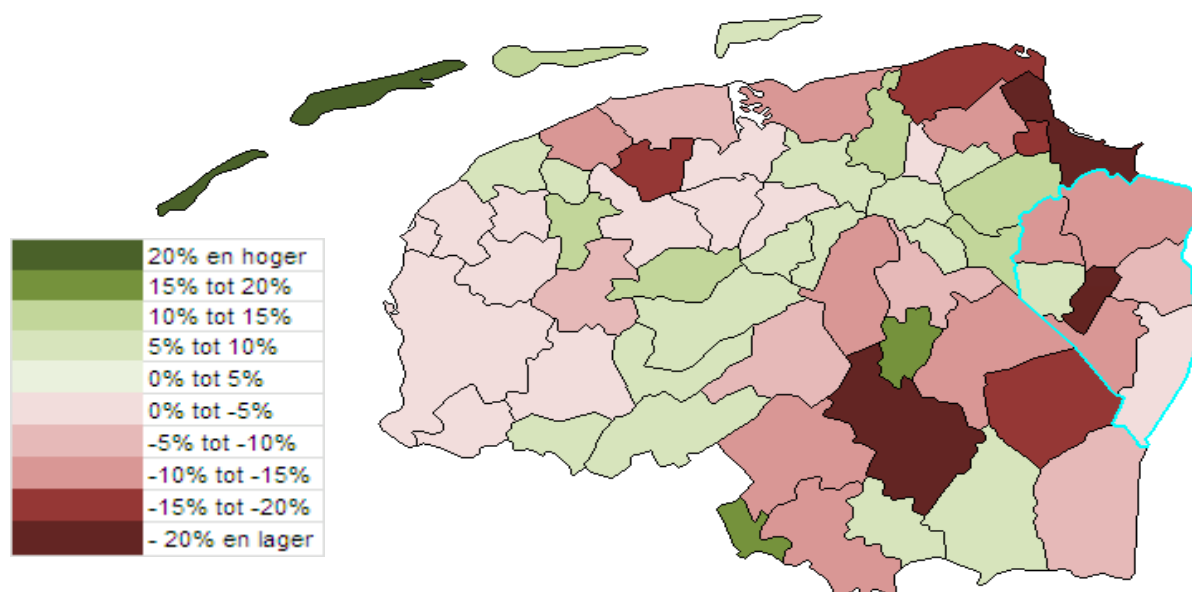 20% en hoger
15% tot 20%
10% tot 15%
5% tot 10%
0% tot 5%
0% tot -5%
-5% tot -10%
-10% tot -15%
-15% tot -20%
- 20% en lager